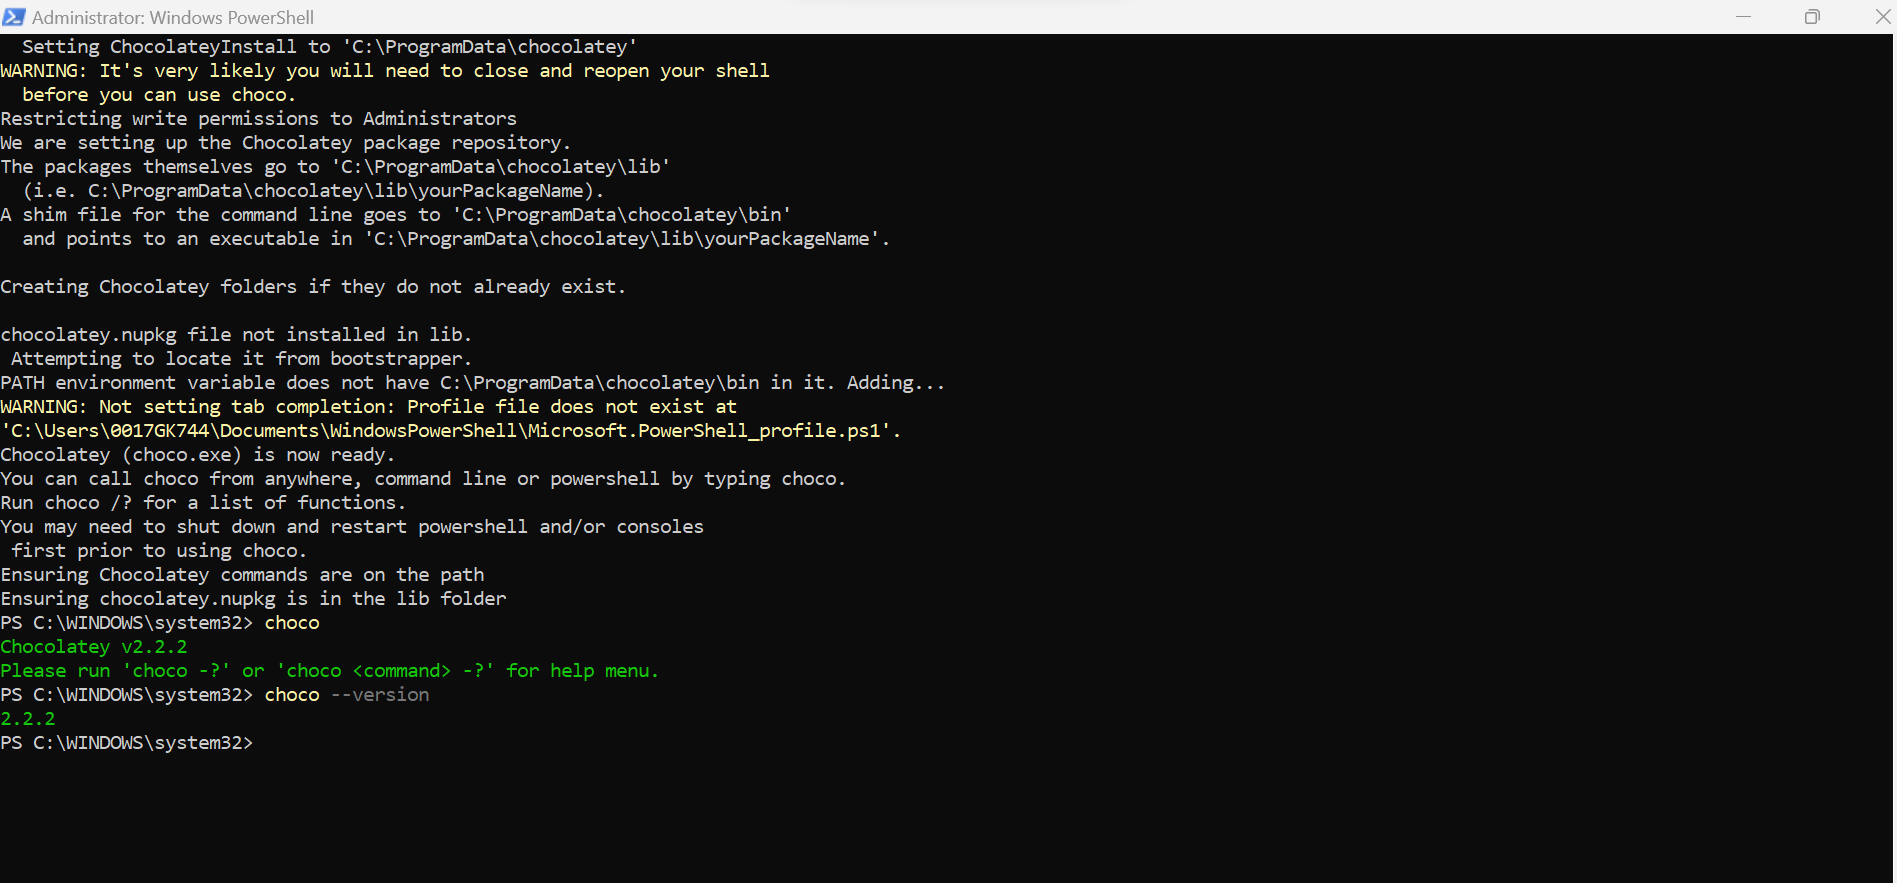 Administrator: Windows PowerShell
  Setting ChocolateyInstall to 'C:\ProgramData\chocolatey'
WARNING: It's very likely you will need to close and reopen your shell
  before you can use choco.
Restricting write permissions to Administrators
We are setting up the Chocolatey package repository.
The packages themselves go to 'C:\ProgramData\chocolatey\lib'
  (i.e. C:\ProgramData\chocolatey\lib\yourPackageName).
A shim file for the command line goes to 'C:\ProgramData\chocolatey\bin'
  and points to an executable in 'C:\ProgramData\chocolatey\lib\yourPackageName'.

Creating Chocolatey folders if they do not already exist.

chocolatey.nupkg file not installed in lib.
 Attempting to locate it from bootstrapper.
PATH environment variable does not have C:\ProgramData\chocolatey\bin in it. Adding...
WARNING: Not setting tab completion: Profile file does not exist at
'C:\Users\0017GK744\Documents\WindowsPowerShell\Microsoft.PowerShell_profile.ps1'.
Chocolatey (choco.exe) is now ready.
You can call choco from anywhere, command line or powershell by typing choco.
Run choco /? for a list of functions.
You may need to shut down and restart powershell and/or consoles
 first prior to using choco.
Ensuring Chocolatey commands are on the path
Ensuring chocolatey.nupkg is in the lib folder
PS C:\WINDOWS\system32> choco
Chocolatey v2.2.2
Please run 'choco -?' or 'choco <command> -?' for help menu.
PS C:\WINDOWS\system32> choco --version
2.2.2
PS C:\WINDOWS\system32>